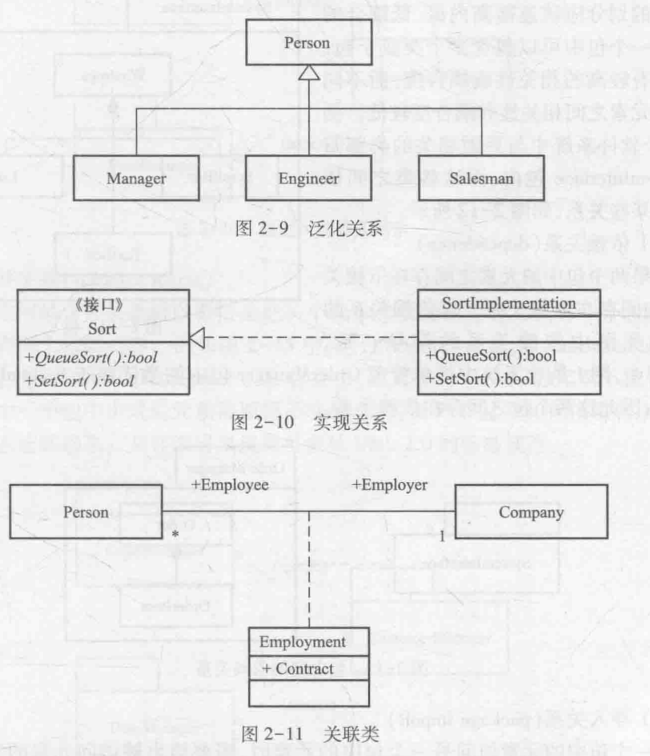 Person
Manager
Engineer
Salesman
图 2-9 泛化关系
《接口》
Sort
+QueueSort():bool
+SetSort():bool
SortImplementation
+QueueSort():bool
+SetSort():bool
图 2-10 实现关系
+Employee
+Employer
Person
Company
*
1
Employment
+ Contract
图 2-11 关联类